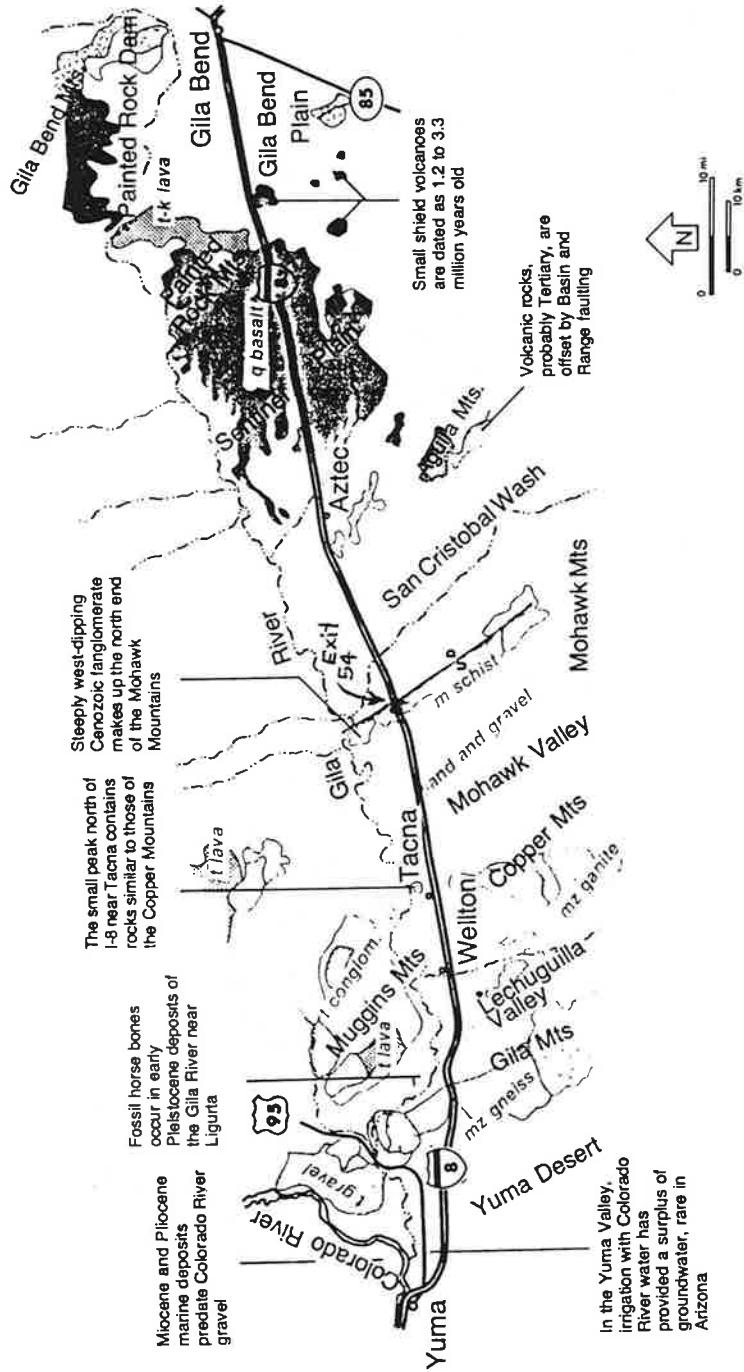 Miocene and Pliocene
marine deposits
predate Colorado River
gravel
Fossil horse bones
occur in early
Pleistocene deposits of
the Gila River near
Ligurta
The small peak north of
I-8 near Tacna contains
rocks similar to those of
the Copper Mountains
Steeply west-dipping
Cenozoic fanglomerate
makes up the north end
of the Mohawk
Mountains
Gila Bend Mts.
Painted Rock Dam
t-k lava
Painted
Rock Mts
q basalt
8
Sentinel
Plain
Gila Bend
Gila Bend
Plain
85
Aztec
Aguila Mts.
San Cristobal Wash
River
Gila
Exit
54
m schist
S
D
Mohawk Mts
and and gravel
Mohawk Valley
t lava
Tacna
Copper Mts
mz ganite
Wellton
t conglom.
Muggins Mts
t lava
Lechuguilla
Valley
Gila Mts
mz gneiss
95
8
t gravel
Colorado River
Yuma Desert
Yuma
In the Yuma Valley,
irrigation with Colorado
River water has
provided a surplus of
groundwater, rare in
Arizona
Small shield volcanoes
are dated as 1.2 to 3.3
million years old
Volcanic rocks,
probably Tertiary, are
offset by Basin and
Range faulting
N
0
10 mi
0
10 km